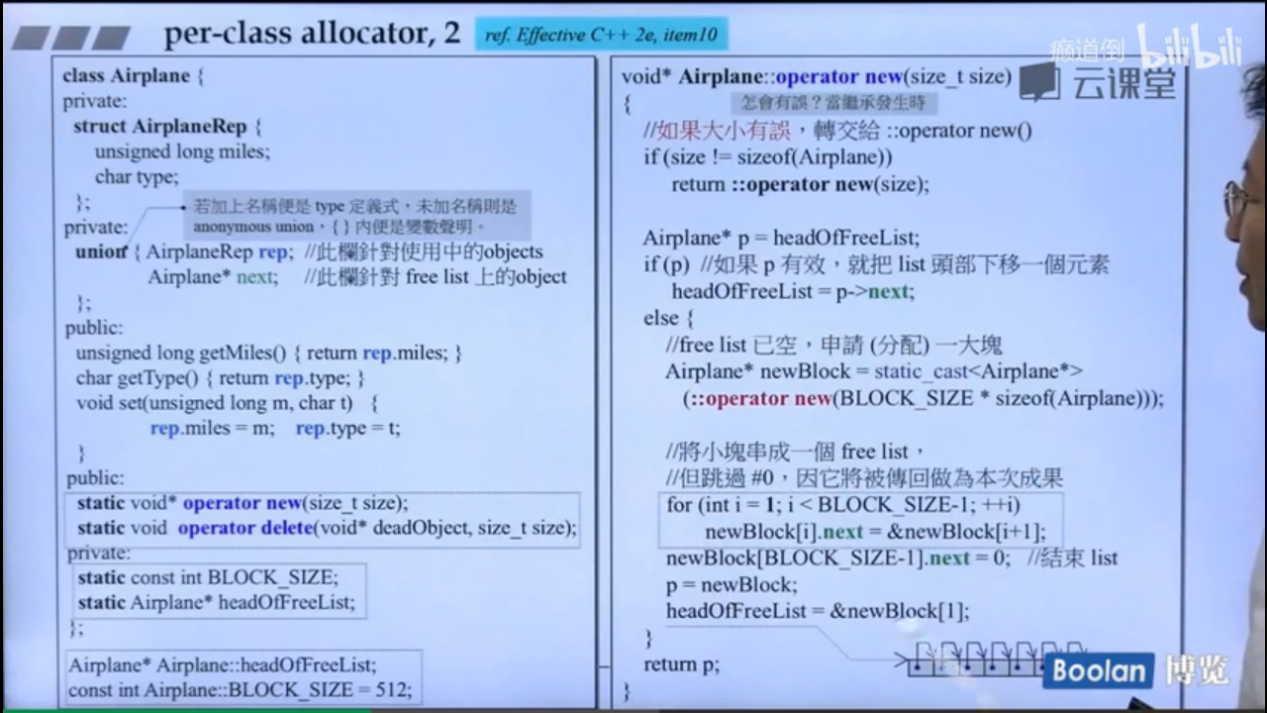 per-class allocator, 2
ref. Effective C++ 2e, item10
癫道倒 bilibili
云课堂
class Airplane {
private:
struct AirplaneRep {
unsigned long miles;
char type;
};
private:
若加上名稱便是 type 定義式，未加名稱則是
anonymous union，{ } 內便是變數聲明。
union { AirplaneRep rep; //此欄針對使用中的objects
Airplane* next; //此欄針對 free list 上的object
};
public:
unsigned long getMiles() { return rep.miles; }
char getType() { return rep.type; }
void set(unsigned long m, char t) {
rep.miles = m; rep.type = t;
}
public:
static void* operator new(size_t size);
static void operator delete(void* deadObject, size_t size);
private:
static const int BLOCK_SIZE;
static Airplane* headOfFreeList;
};
Airplane* Airplane::headOfFreeList;
const int Airplane::BLOCK_SIZE = 512;
void* Airplane::operator new(size_t size)
{
怎會有誤？當繼承發生時
//如果大小有誤，轉交給 ::operator new()
if (size != sizeof(Airplane))
return ::operator new(size);
Airplane* p = headOfFreeList;
if (p) //如果 p 有效，就把 list 頭部下移一個元素
headOfFreeList = p->next;
else {
//free list 已空，申請 (分配) 一大塊
Airplane* newBlock = static_cast<Airplane*>
(::operator new(BLOCK_SIZE * sizeof(Airplane)));
//將小塊串成一個 free list，
//但跳過 #0，因它將被傳回做為本次成果
for (int i = 1; i < BLOCK_SIZE-1; ++i)
newBlock[i].next = &newBlock[i+1];
newBlock[BLOCK_SIZE-1].next = 0; //結束 list
p = newBlock;
headOfFreeList = &newBlock[1];
}
return p;
}
Boolan 博览